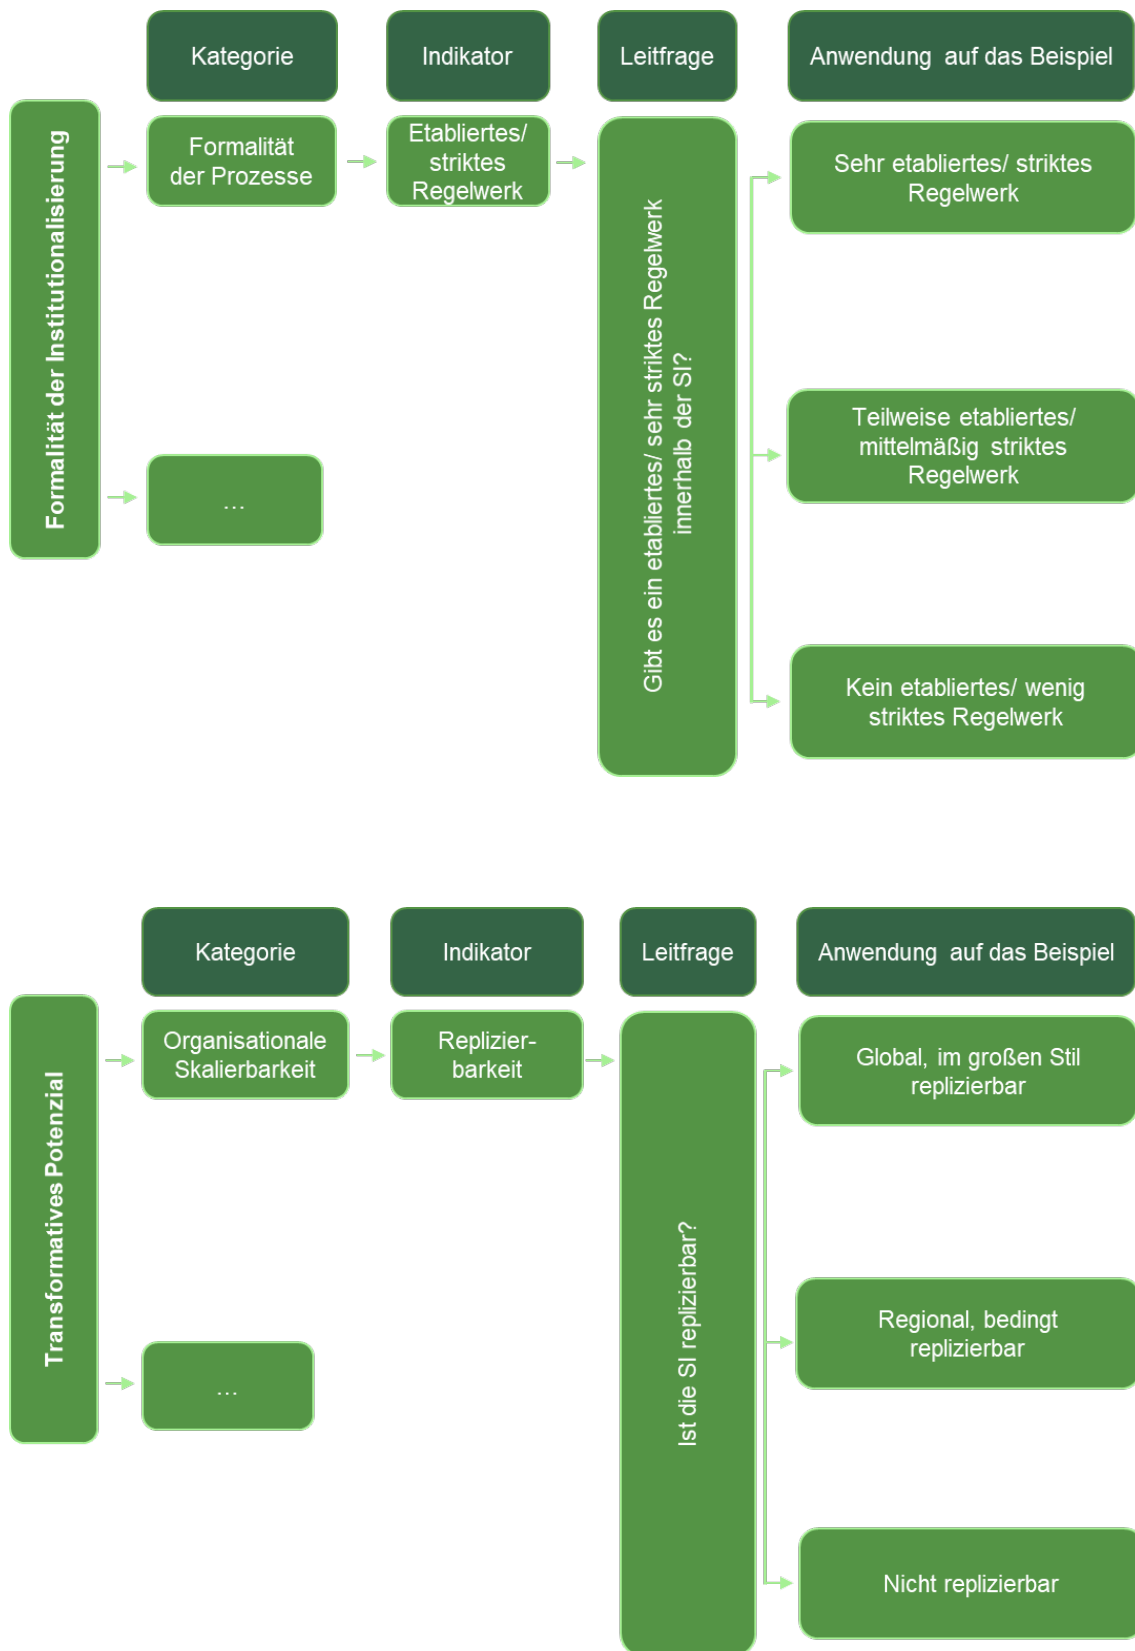 Kategorie
Indikator
Leitfrage
Anwendung auf das Beispiel
Formalität der Institutionalisierung
Formalität
der Prozesse
Etabliertes/
striktes
Regelwerk
Gibt es ein etabliertes/ sehr striktes Regelwerk
innerhalb der SI?
Sehr etabliertes/ striktes
Regelwerk
Teilweise etabliertes/
mittelmäßig striktes
Regelwerk
...
Kein etabliertes/ wenig
striktes Regelwerk
Kategorie
Indikator
Leitfrage
Anwendung auf das Beispiel
Transformatives Potenzial
Organisationale
Skalierbarkeit
Replizier-
barkeit
Ist die SI replizierbar?
Global, im großen Stil
replizierbar
Regional, bedingt
replizierbar
...
Nicht replizierbar